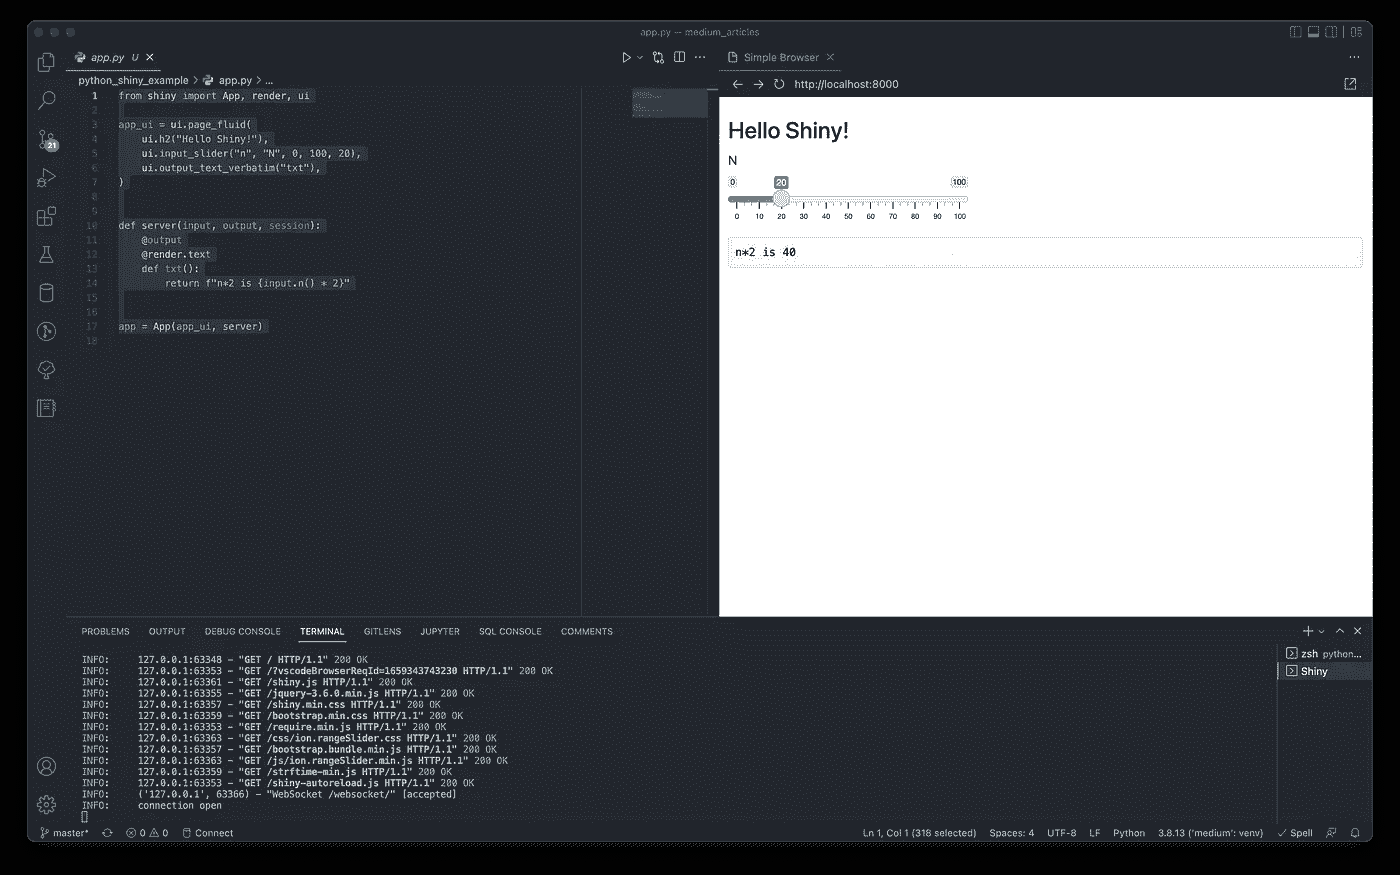 app.py — medium_articles
app.py U
python_shiny_example > app.py > ...
1 from shiny import App, render, ui
2
3 app_ui = ui.page_fluid(
4 ui.h2("Hello Shiny!"),
5 ui.input_slider("n", "N", 0, 100, 20),
6 ui.output_text_verbatim("txt"),
7 )
8
9
10 def server(input, output, session):
11 @output
12 @render.text
13 def txt():
14 return f"n*2 is {input.n() * 2}"
15
16
17 app = App(app_ui, server)
18
21
Simple Browser
http://localhost:8000
Hello Shiny!
N
0 20 100
0 10 20 30 40 50 60 70 80 90 100
n*2 is 40
PROBLEMS OUTPUT DEBUG CONSOLE TERMINAL GITLENS JUPYTER SQL CONSOLE COMMENTS
INFO: 127.0.0.1:63348 - "GET / HTTP/1.1" 200 OK
INFO: 127.0.0.1:63353 - "GET /?vscodeBrowserReqId=1659343743230 HTTP/1.1" 200 OK
INFO: 127.0.0.1:63361 - "GET /shiny.js HTTP/1.1" 200 OK
INFO: 127.0.0.1:63355 - "GET /jquery-3.6.0.min.js HTTP/1.1" 200 OK
INFO: 127.0.0.1:63357 - "GET /shiny.min.css HTTP/1.1" 200 OK
INFO: 127.0.0.1:63359 - "GET /bootstrap.min.css HTTP/1.1" 200 OK
INFO: 127.0.0.1:63353 - "GET /require.min.js HTTP/1.1" 200 OK
INFO: 127.0.0.1:63363 - "GET /css/ion.rangeSlider.css HTTP/1.1" 200 OK
INFO: 127.0.0.1:63357 - "GET /bootstrap.bundle.min.js HTTP/1.1" 200 OK
INFO: 127.0.0.1:63363 - "GET /js/ion.rangeSlider.min.js HTTP/1.1" 200 OK
INFO: 127.0.0.1:63359 - "GET /strftime-min.js HTTP/1.1" 200 OK
INFO: 127.0.0.1:63353 - "GET /shiny-autoreload.js HTTP/1.1" 200 OK
INFO: ('127.0.0.1', 63366) - "WebSocket /websocket/" [accepted]
INFO: connection open
zsh python...
Shiny
master* 0 0 Connect Ln 1, Col 1 (318 selected) Spaces: 4 UTF-8 LF Python 3.8.13 ('medium': venv) Spell